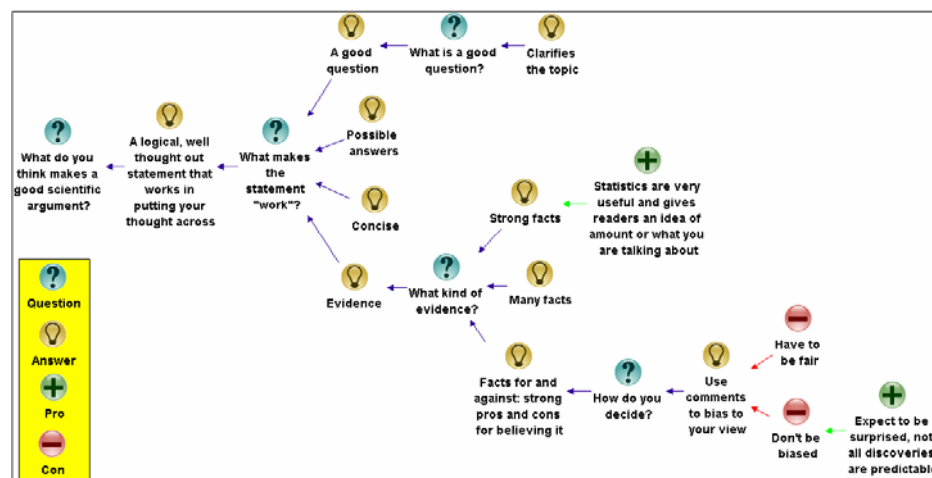 A good
question
What is a good
question?
Clarifies
the topic
What do you
think makes a
good scientific
argument?
A logical, well
thought out
statement that
works in
putting your
thought across
What makes
the
statement
"work"?
Possible
answers
Concise
Evidence
What kind of
evidence?
Strong facts
Statistics are very
useful and gives
readers an idea of
amount or what you
are talking about
Many facts
Facts for and
against: strong
pros and cons
for believing it
How do you
decide?
Use
comments
to bias to
your view
Have to
be fair
Don't be
biased
Expect to be
surprised, not
all discoveries
are predictable
Question
Answer
Pro
Con